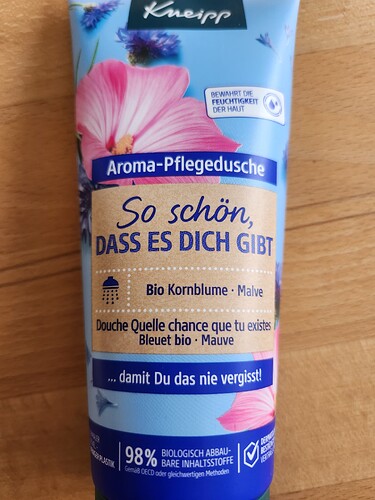 Kneipp
BEWAHRT DIE
FEUCHTIGKEIT
DER HAUT
Aroma-Pflegedusche
So schön,
DASS ES DICH GIBT
Bio Kornblume · Malve
Douche Quelle chance que tu existes
Bleuet bio · Mauve
... damit Du das nie vergisst!
98% BIOLOGISCH ABBAU-
BARE INHALTSSTOFFE
Gemäß OECD oder gleichwertigen Methoden